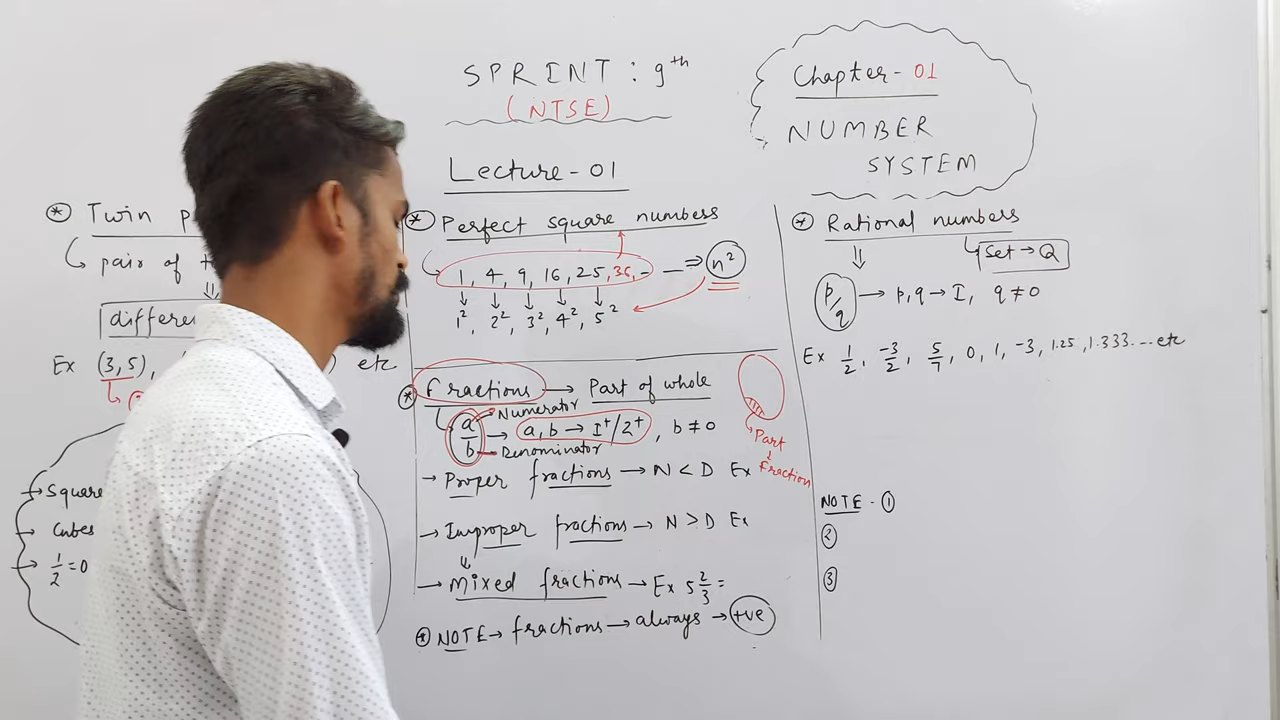 SPRINT : 9th
(NTSE)
Lecture - 01
Chapter - 01
NUMBER
SYSTEM
* Twin p
pair of
differe
Ex (3,5), etc
→ Square
→ Cubes
→ 1/2 = 0
* Perfect square numbers
1, 4, 9, 16, 25, 36, - — ⇒ n²
1², 2², 3², 4², 5²
* Fractions → Part of whole
a/b → a, b → I⁺/Z⁺, b ≠ 0
Numerator
Denominator
Part
Fraction
→ Proper fractions → N < D Ex
→ Improper fractions → N > D Ex
→ Mixed fractions → Ex 5 2/3 =
* NOTE → fractions → always → +ve
* Rational numbers
Set → Q
p/q → p, q → I, q ≠ 0
Ex 1/2, -3/2, 5/7, 0, 1, -3, 1.25, 1.333... etc
NOTE - ①
②
③